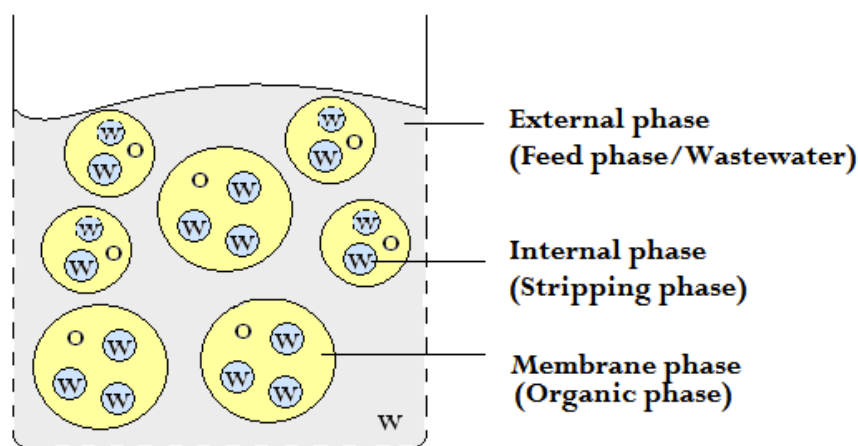 W
W
O
W
W
O
O
W
W
W
W
W
O
W
W
O
O
W
W
W
O
W
W
W
W
External phase
(Feed phase/Wastewater)
Internal phase
(Stripping phase)
Membrane phase
(Organic phase)